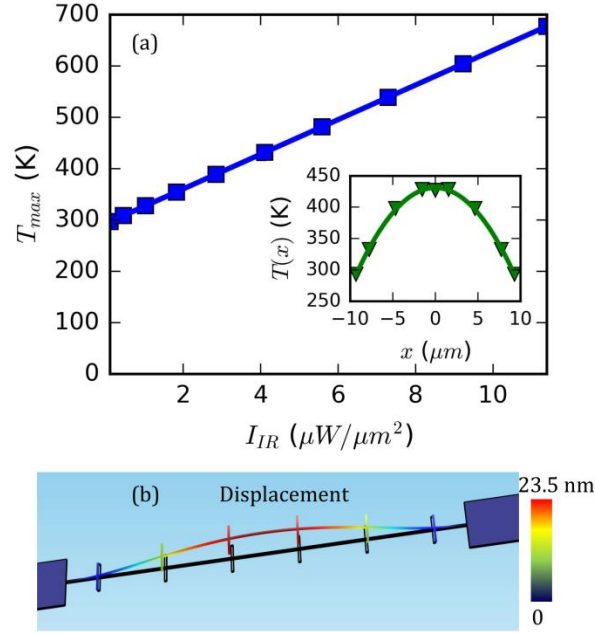 (a)
700
600
500
400
300
200
100
0
T_max (K)
2 4 6 8 10
I_IR (μW/μm²)
450
400
350
300
250
T(x) (K)
−10 −5 0 5 10
x (μm)
(b) Displacement
23.5 nm
0